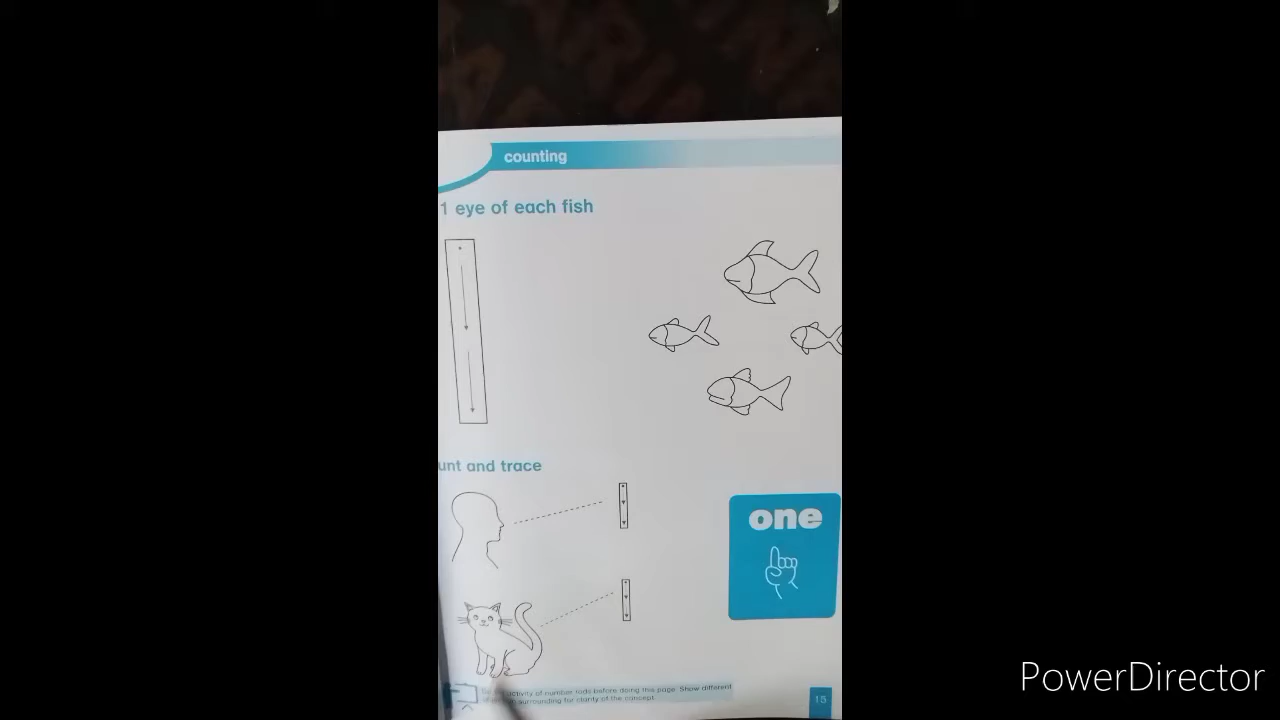 counting
1 eye of each fish
unt and trace
one
activity of number rods before doing this page. Show different
surrounding for clarity of the concept.
15
PowerDirector